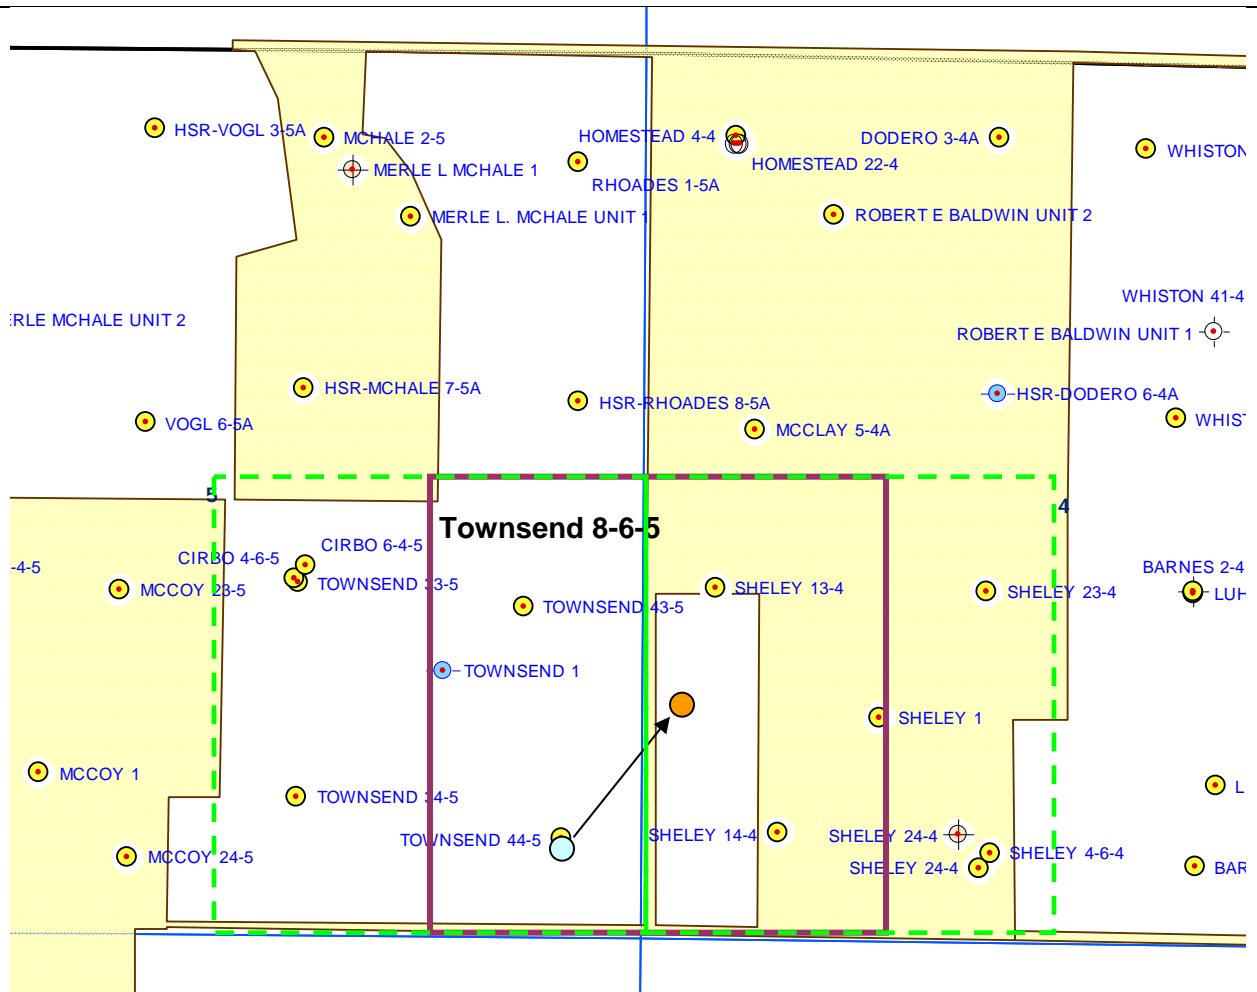 HSR-VOGL 3-5A
MCHALE 2-5
HOMESTEAD 4-4
DODERO 3-4A
WHISTON
MERLE L MCHALE 1
HOMESTEAD 22-4
RHOADES 1-5A
MERLE L. MCHALE UNIT 1
ROBERT E BALDWIN UNIT 2
WHISTON 41-4
ERLE MCHALE UNIT 2
ROBERT E BALDWIN UNIT 1
HSR-MCHALE 7-5A
HSR-DODERO 6-4A
HSR-RHOADES 8-5A
VOGL 6-5A
MCCLAY 5-4A
WHIST
5
4
Townsend 8-6-5
CIRBO 6-4-5
CIRBO 4-6-5
-4-5
BARNES 2-4
TOWNSEND 33-5
MCCOY 23-5
SHELEY 13-4
SHELEY 23-4
LUH
TOWNSEND 43-5
TOWNSEND 1
SHELEY 1
MCCOY 1
L
TOWNSEND 34-5
TOWNSEND 44-5
SHELEY 14-4
SHELEY 24-4
SHELEY 4-6-4
MCCOY 24-5
SHELEY 24-4
BAR